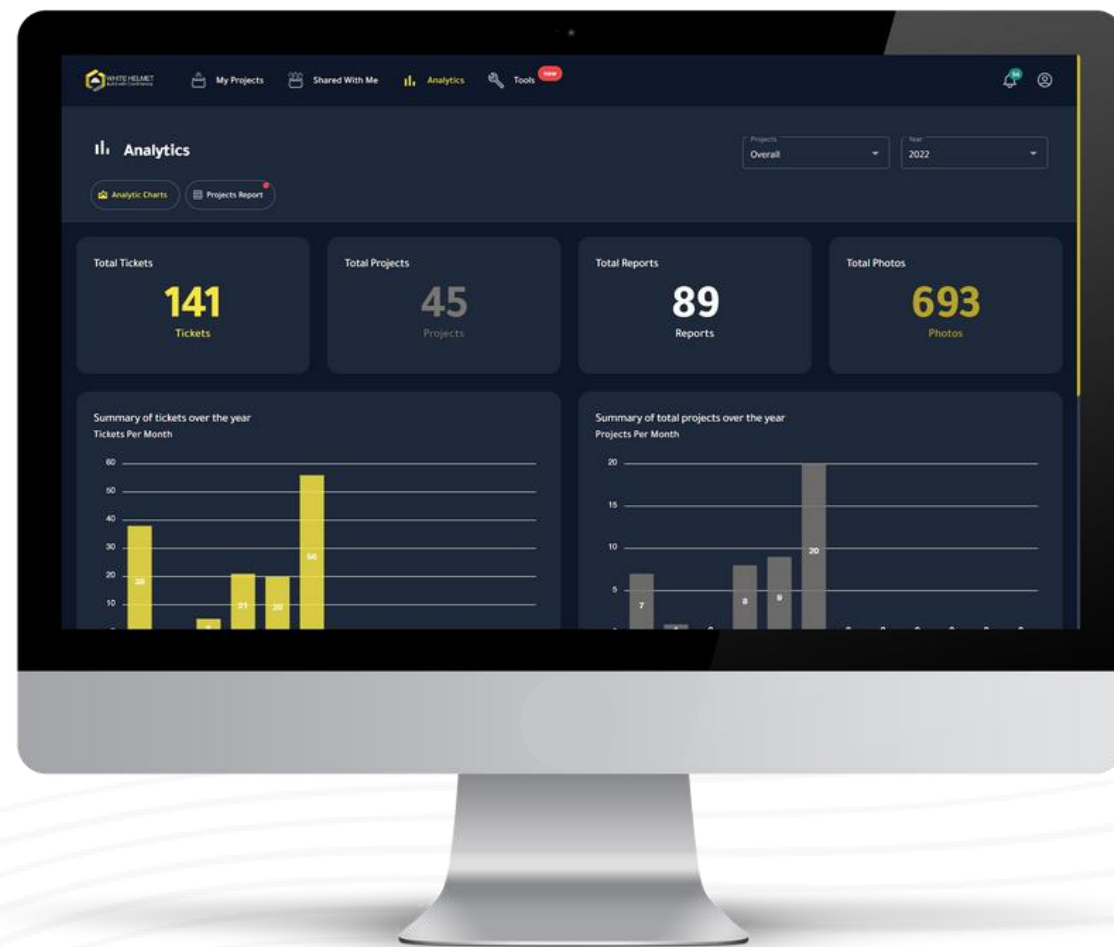 WHITE HELMET
Build with Confidence
My Projects
Shared With Me
Analytics
Tools
new
Analytics
Projects
Overall
Year
2022
Analytic Charts
Projects Report
Total Tickets
141
Tickets
Total Projects
45
Projects
Total Reports
89
Reports
Total Photos
693
Photos
Summary of tickets over the year
Tickets Per Month
60
50
40
30
20
10
38
21
20
56
Summary of total projects over the year
Projects Per Month
20
15
10
5
7
8
9
20